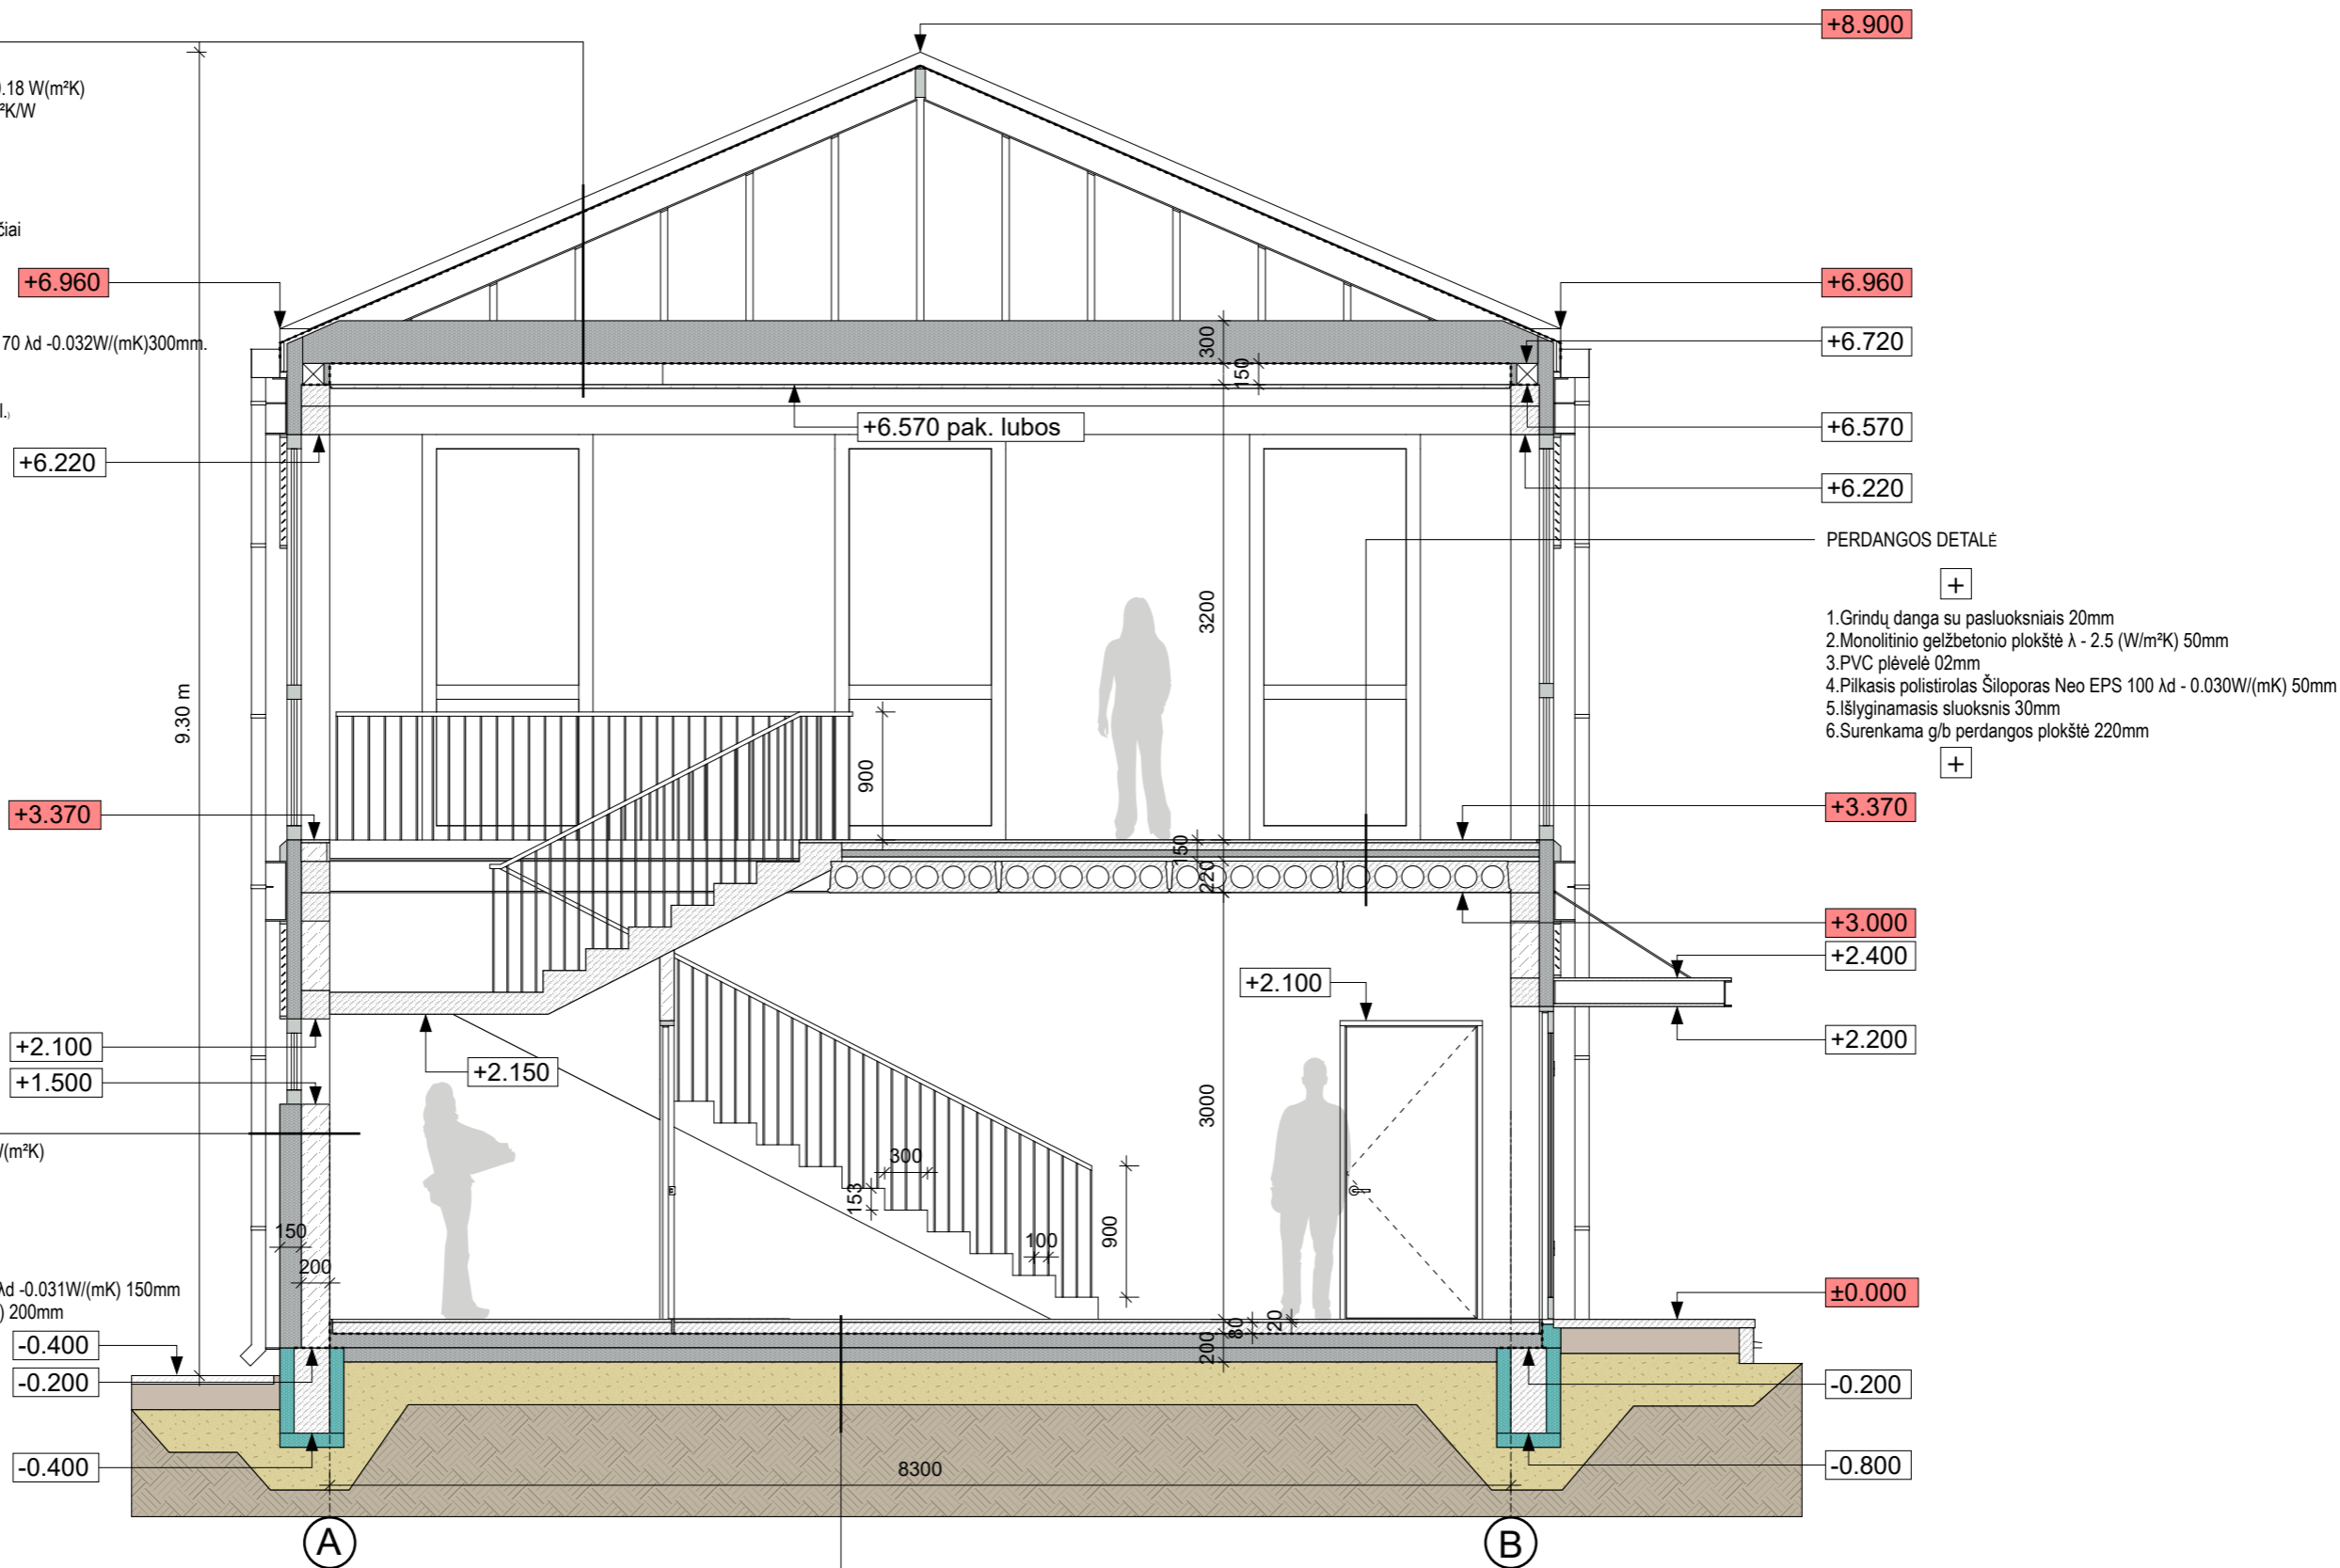 +8.900
0.18 W(m²K)
²K/W
čiai
+6.960
+6.960
+6.720
70 λd -0.032W/(mK)300mm.
300
150
+6.570 pak. lubos
+6.570
+6.220
+6.220
PERDANGOS DETALĖ
+
1.Grindų danga su pasluoksniais 20mm
2.Monolitinio gelžbetonio plokštė λ - 2.5 (W/m²K) 50mm
3.PVC plėvelė 02mm
4.Pilkasis polistirolas Šiloporas Neo EPS 100 λd - 0.030W/(mK) 50mm
5.Išlyginamasis sluoksnis 30mm
6.Surenkama g/b perdangos plokštė 220mm
+
3200
9.30 m
900
+3.370
+3.370
150
220
+3.000
+2.400
+2.100
+2.100
+2.200
+2.150
+1.500
3000
W/(m²K)
300
153
900
150
100
200
λd -0.031W/(mK) 150mm
) 200mm
±0.000
20
80
200
-0.400
-0.200
-0.200
-0.400
8300
-0.800
A
B